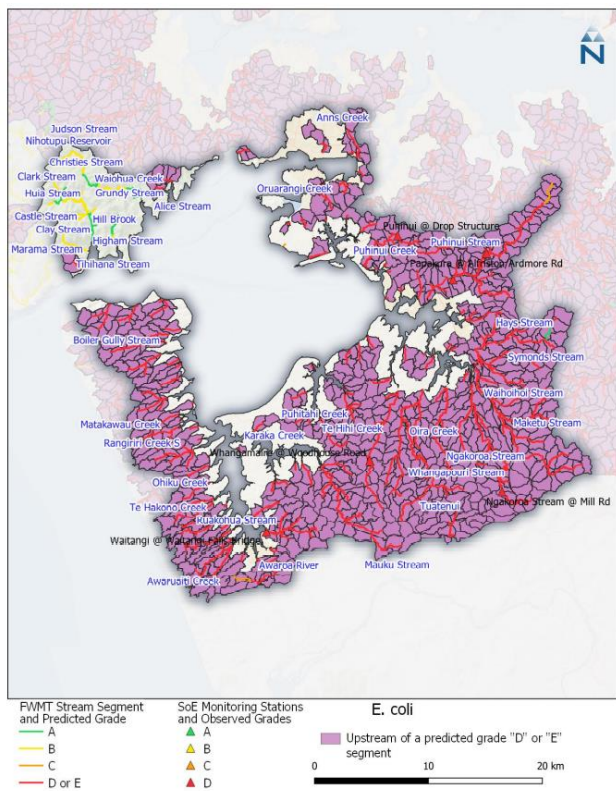 N
Anns Creek
Judson Stream
Nihotupu Reservoir
Christies Stream
Clark Stream
Waiohua Creek
Huia Stream
Grundy Stream
Oruarangi Creek
Castle Stream
Hill Brook
Alice Stream
Clay Stream
Puhinui @ Drop Structure
Marama Stream
Higham Stream
Puhinui Creek
Puhinui Stream
Tihihana Stream
Papakura @ Alfriston/Ardmore Rd
Hays Stream
Boiler Gully Stream
Symonds Stream
Waihoihoi Stream
Matakawau Creek
Puhitahi Creek
Maketu Stream
Rangiriri Creek S
Karaka Creek
Te Hihi Creek
Oira Creek
Whangamaire @ Woodhouse Road
Ngakoroa Stream
Ohiku Creek
Whangapouri Stream
Te Hakono Creek
Tuatenui
Ngakoroa Stream @ Mill Rd
Ruakohua Stream
Waitangi @ Waitangi Falls Bridge
Awaroa River
Mauku Stream
Awaruaiti Creek
FWMT Stream Segment
and Predicted Grade
A
B
C
D or E
SoE Monitoring Stations
and Observed Grades
A
B
C
D
E. coli
Upstream of a predicted grade "D" or "E"
segment
0 10 20 km